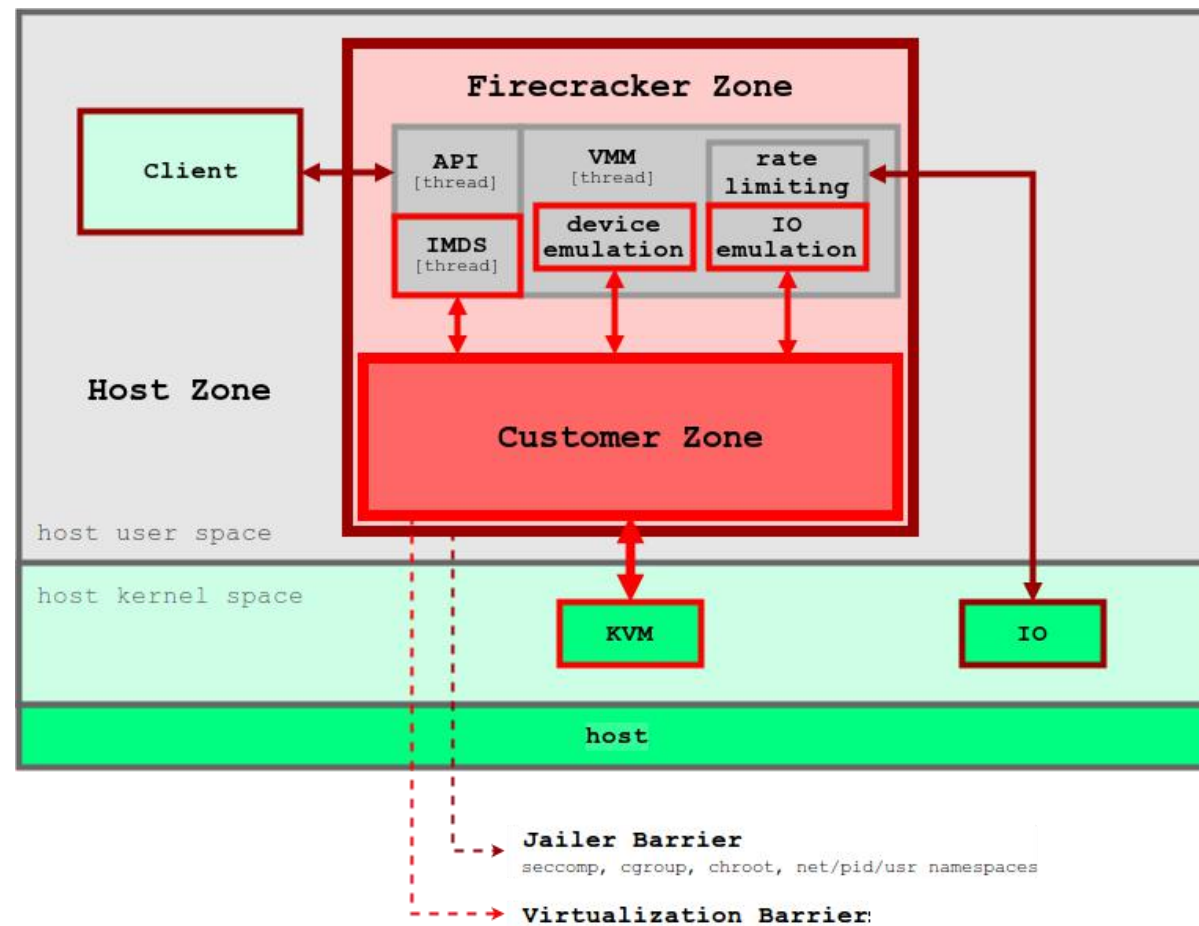 Firecracker Zone
Client
API
[thread]
VMM
[thread]
rate
limiting
IMDS
[thread]
device
emulation
IO
emulation
Host Zone
Customer Zone
host user space
host kernel space
KVM
IO
host
Jailer Barrier
seccomp, cgroup, chroot, net/pid/usr namespaces
Virtualization Barrier